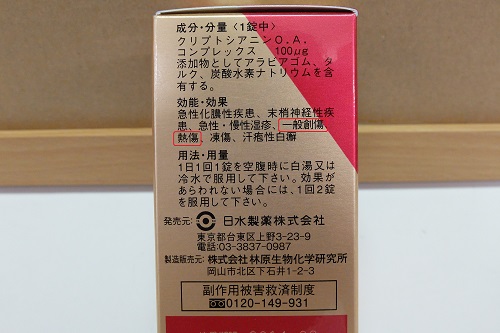 成分・分量〈1錠中〉
クリプトシアニンO.A.
コンプレックス 100μg
添加物としてアラビアゴム、タ
ルク、炭酸水素ナトリウムを含
有する。
効能・効果
急性化膿性疾患、末梢神経性疾
患、急性・慢性湿疹、一般創傷
熱傷、凍傷、汗疱性白癬
用法・用量
1日1回1錠を空腹時に白湯又は
冷水で服用して下さい。効果が
あらわれない場合には、1回2錠
を服用して下さい。
発売元: 日水製薬株式会社
東京都台東区上野3-23-9
電話03-3837-0987
製造販売元: 株式会社林原生物化学研究所
岡山市北区下石井1-2-3
副作用被害救済制度
0120-149-931